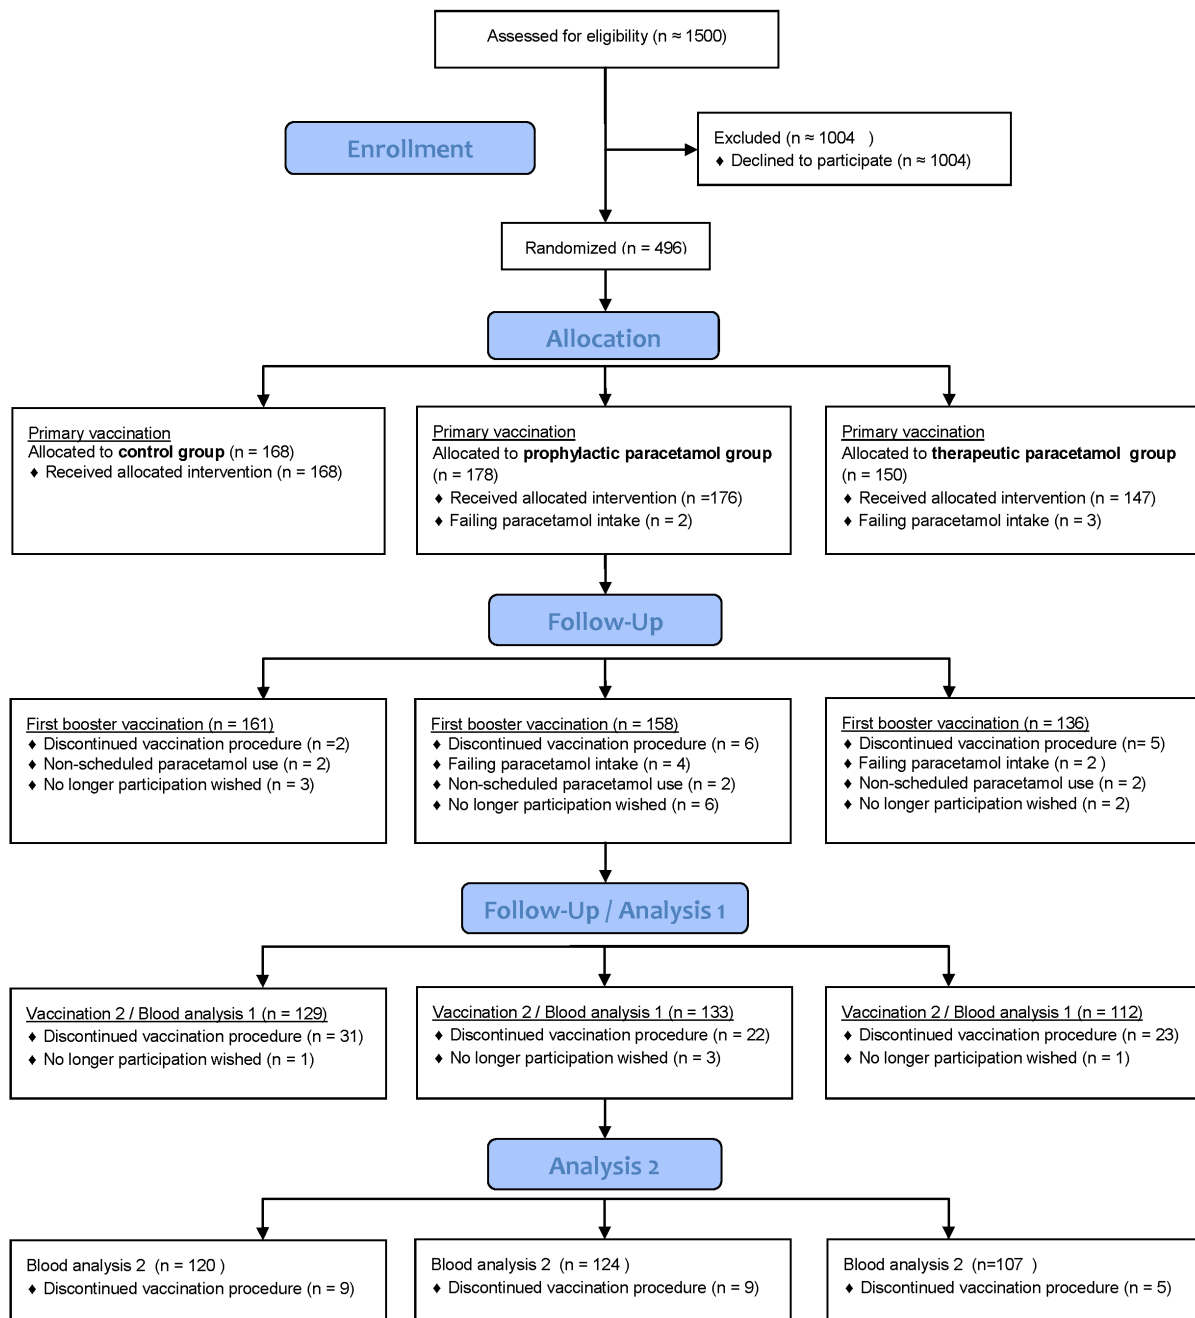 Assessed for eligibility (n ≈ 1500)
Enrollment
Excluded (n ≈ 1004 )
♦ Declined to participate (n ≈ 1004)
Randomized (n = 496)
Allocation
Primary vaccination
Allocated to control group (n = 168)
♦ Received allocated intervention (n = 168)
Primary vaccination
Allocated to prophylactic paracetamol group
(n = 178)
♦ Received allocated intervention (n =176)
♦ Failing paracetamol intake (n = 2)
Primary vaccination
Allocated to therapeutic paracetamol group
(n = 150)
♦ Received allocated intervention (n = 147)
♦ Failing paracetamol intake (n = 3)
Follow-Up
First booster vaccination (n = 161)
♦ Discontinued vaccination procedure (n =2)
♦ Non-scheduled paracetamol use (n = 2)
♦ No longer participation wished (n = 3)
First booster vaccination (n = 158)
♦ Discontinued vaccination procedure (n = 6)
♦ Failing paracetamol intake (n = 4)
♦ Non-scheduled paracetamol use (n = 2)
♦ No longer participation wished (n = 6)
First booster vaccination (n = 136)
♦ Discontinued vaccination procedure (n= 5)
♦ Failing paracetamol intake (n = 2 )
♦ Non-scheduled paracetamol use (n = 2)
♦ No longer participation wished (n = 2)
Follow-Up / Analysis 1
Vaccination 2 / Blood analysis 1 (n = 129)
♦ Discontinued vaccination procedure (n = 31)
♦ No longer participation wished (n = 1)
Vaccination 2 / Blood analysis 1 (n = 133)
♦ Discontinued vaccination procedure (n = 22)
♦ No longer participation wished (n = 3)
Vaccination 2 / Blood analysis 1 (n = 112)
♦ Discontinued vaccination procedure (n = 23)
♦ No longer participation wished (n = 1)
Analysis 2
Blood analysis 2 (n = 120 )
♦ Discontinued vaccination procedure (n = 9)
Blood analysis 2 (n = 124 )
♦ Discontinued vaccination procedure (n = 9)
Blood analysis 2 (n=107 )
♦ Discontinued vaccination procedure (n = 5)